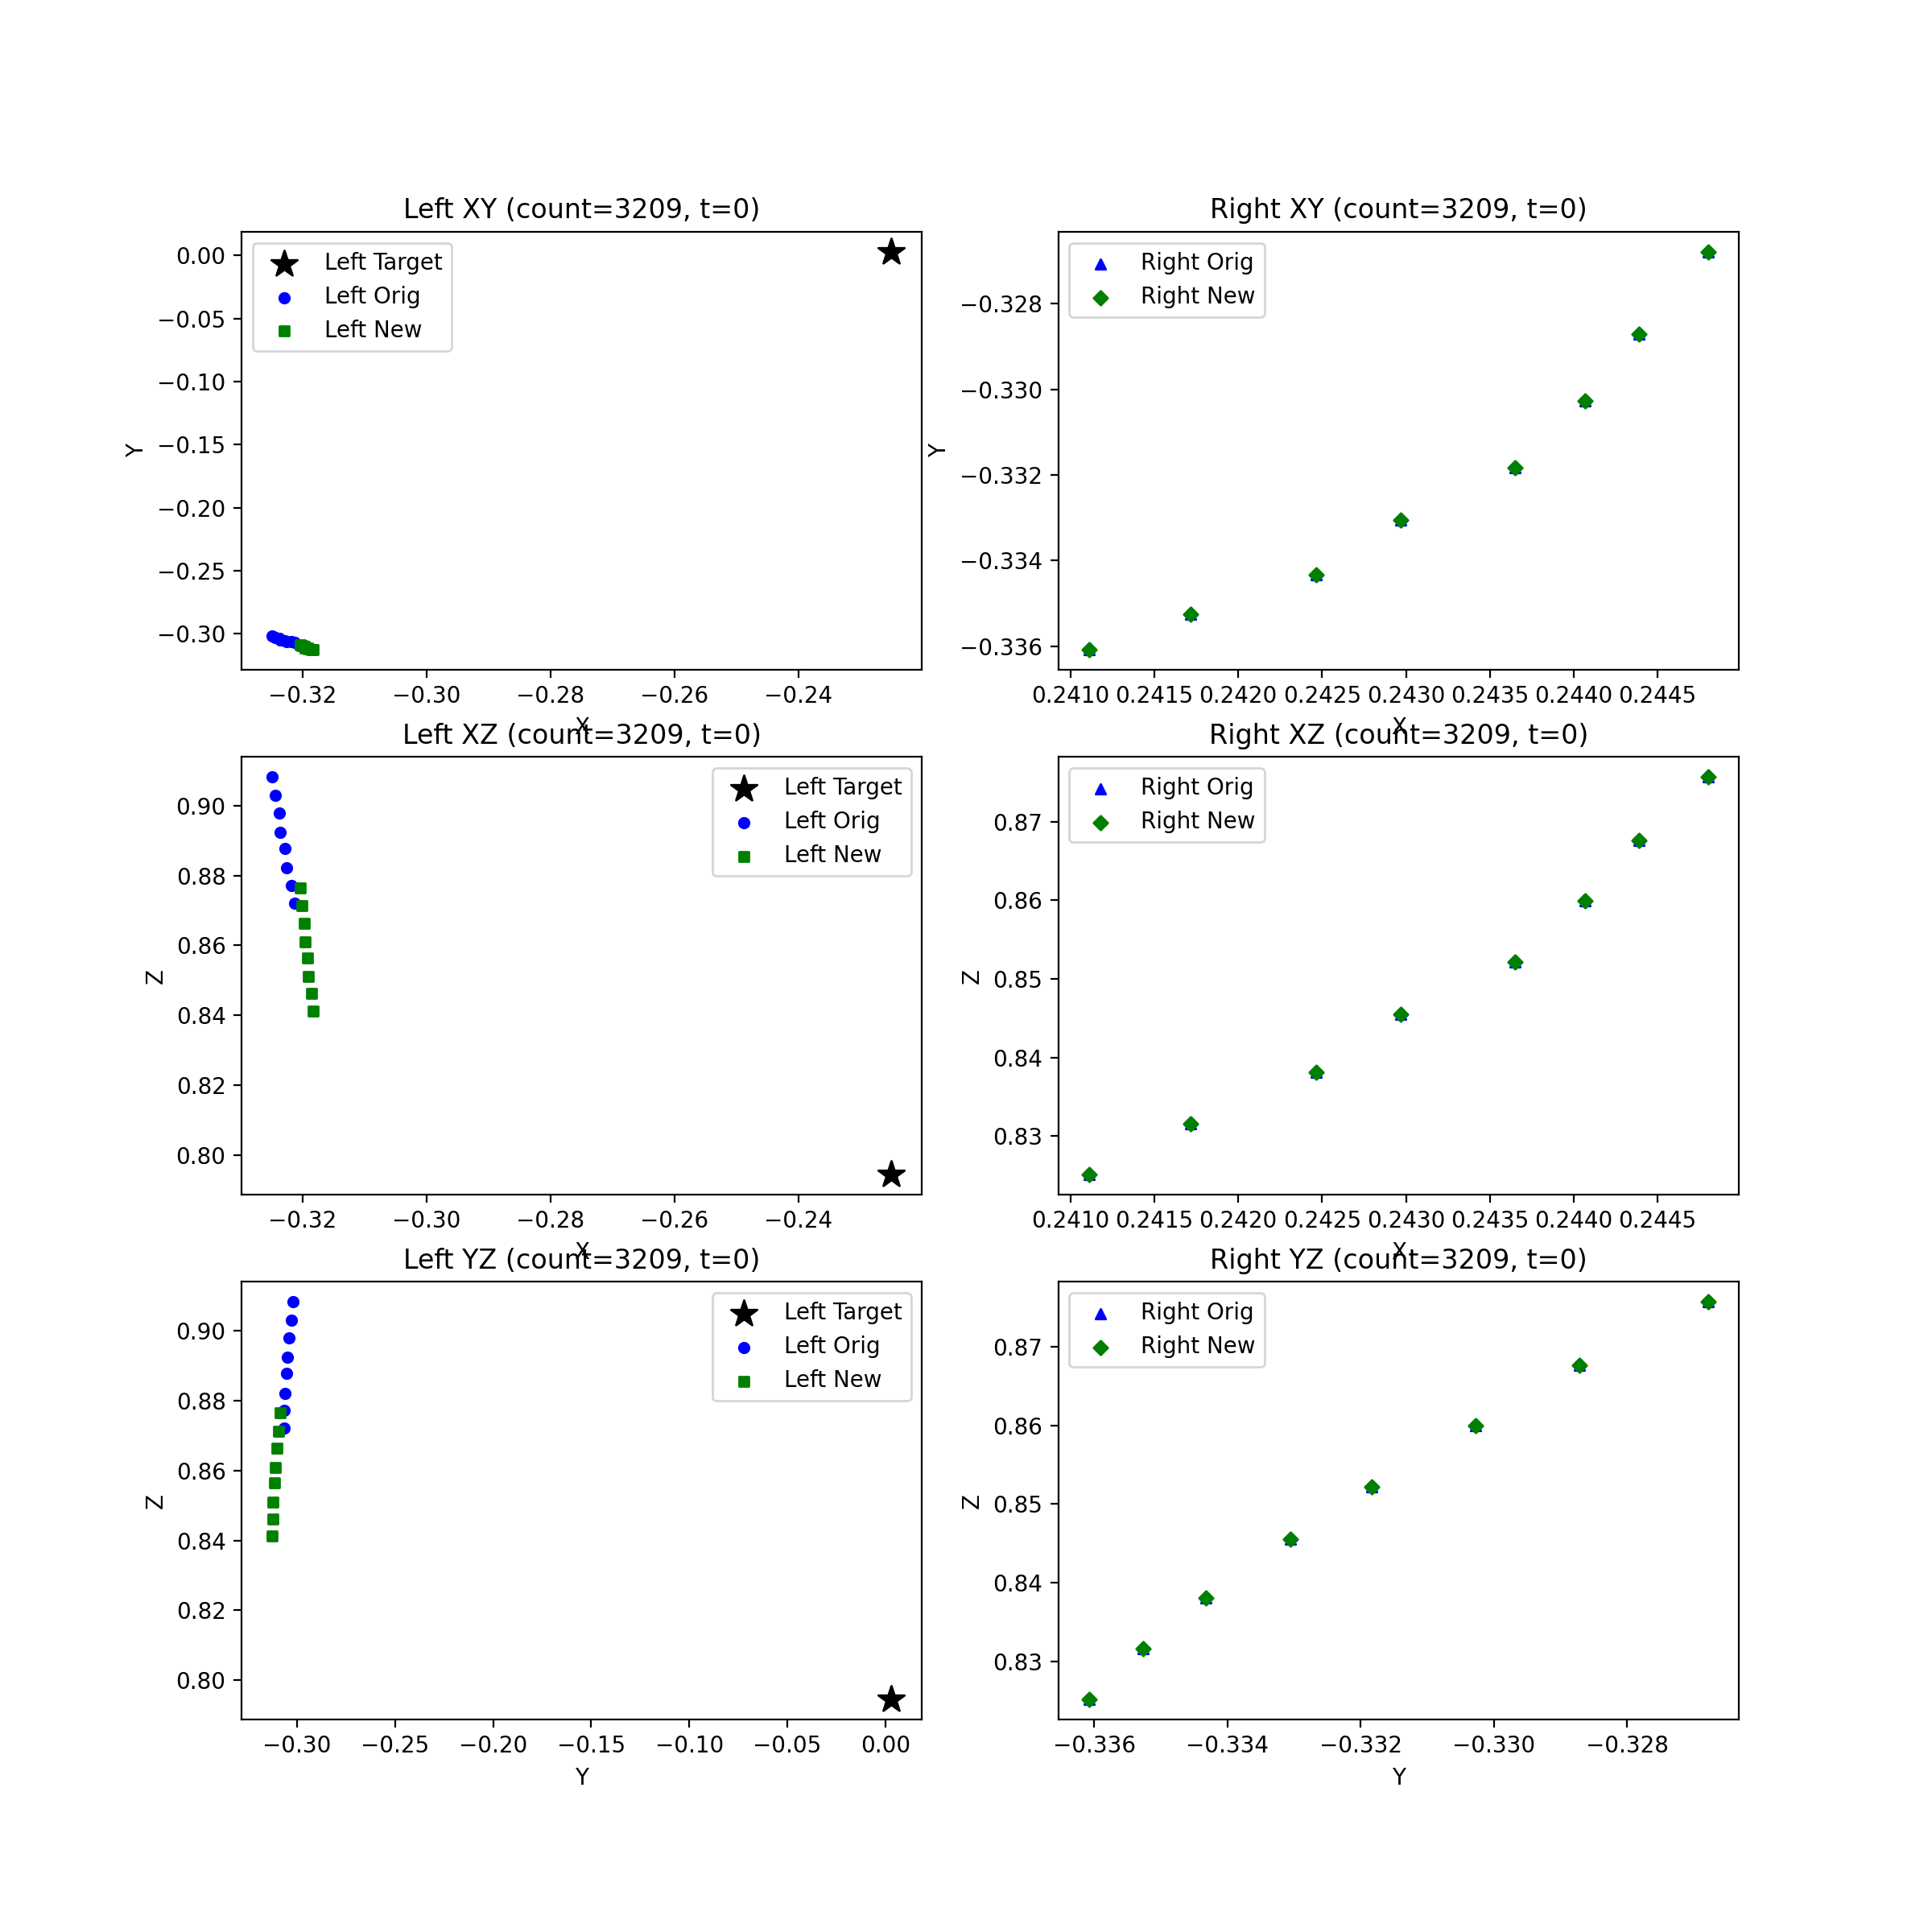 Left XY (count=3209, t=0)
Y
0.00
−0.05
−0.10
−0.15
−0.20
−0.25
−0.30
Left Target
Left Orig
Left New
−0.32 −0.30 −0.28 −0.26 −0.24
X
Right XY (count=3209, t=0)
Y
−0.328
−0.330
−0.332
−0.334
−0.336
Right Orig
Right New
0.2410 0.2415 0.2420 0.2425 0.2430 0.2435 0.2440 0.2445
X
Left XZ (count=3209, t=0)
Z
0.90
0.88
0.86
0.84
0.82
0.80
Left Target
Left Orig
Left New
−0.32 −0.30 −0.28 −0.26 −0.24
X
Right XZ (count=3209, t=0)
Z
0.87
0.86
0.85
0.84
0.83
Right Orig
Right New
0.2410 0.2415 0.2420 0.2425 0.2430 0.2435 0.2440 0.2445
X
Left YZ (count=3209, t=0)
Z
0.90
0.88
0.86
0.84
0.82
0.80
Left Target
Left Orig
Left New
−0.30 −0.25 −0.20 −0.15 −0.10 −0.05 0.00
Y
Right YZ (count=3209, t=0)
Z
0.87
0.86
0.85
0.84
0.83
Right Orig
Right New
−0.336 −0.334 −0.332 −0.330 −0.328
Y